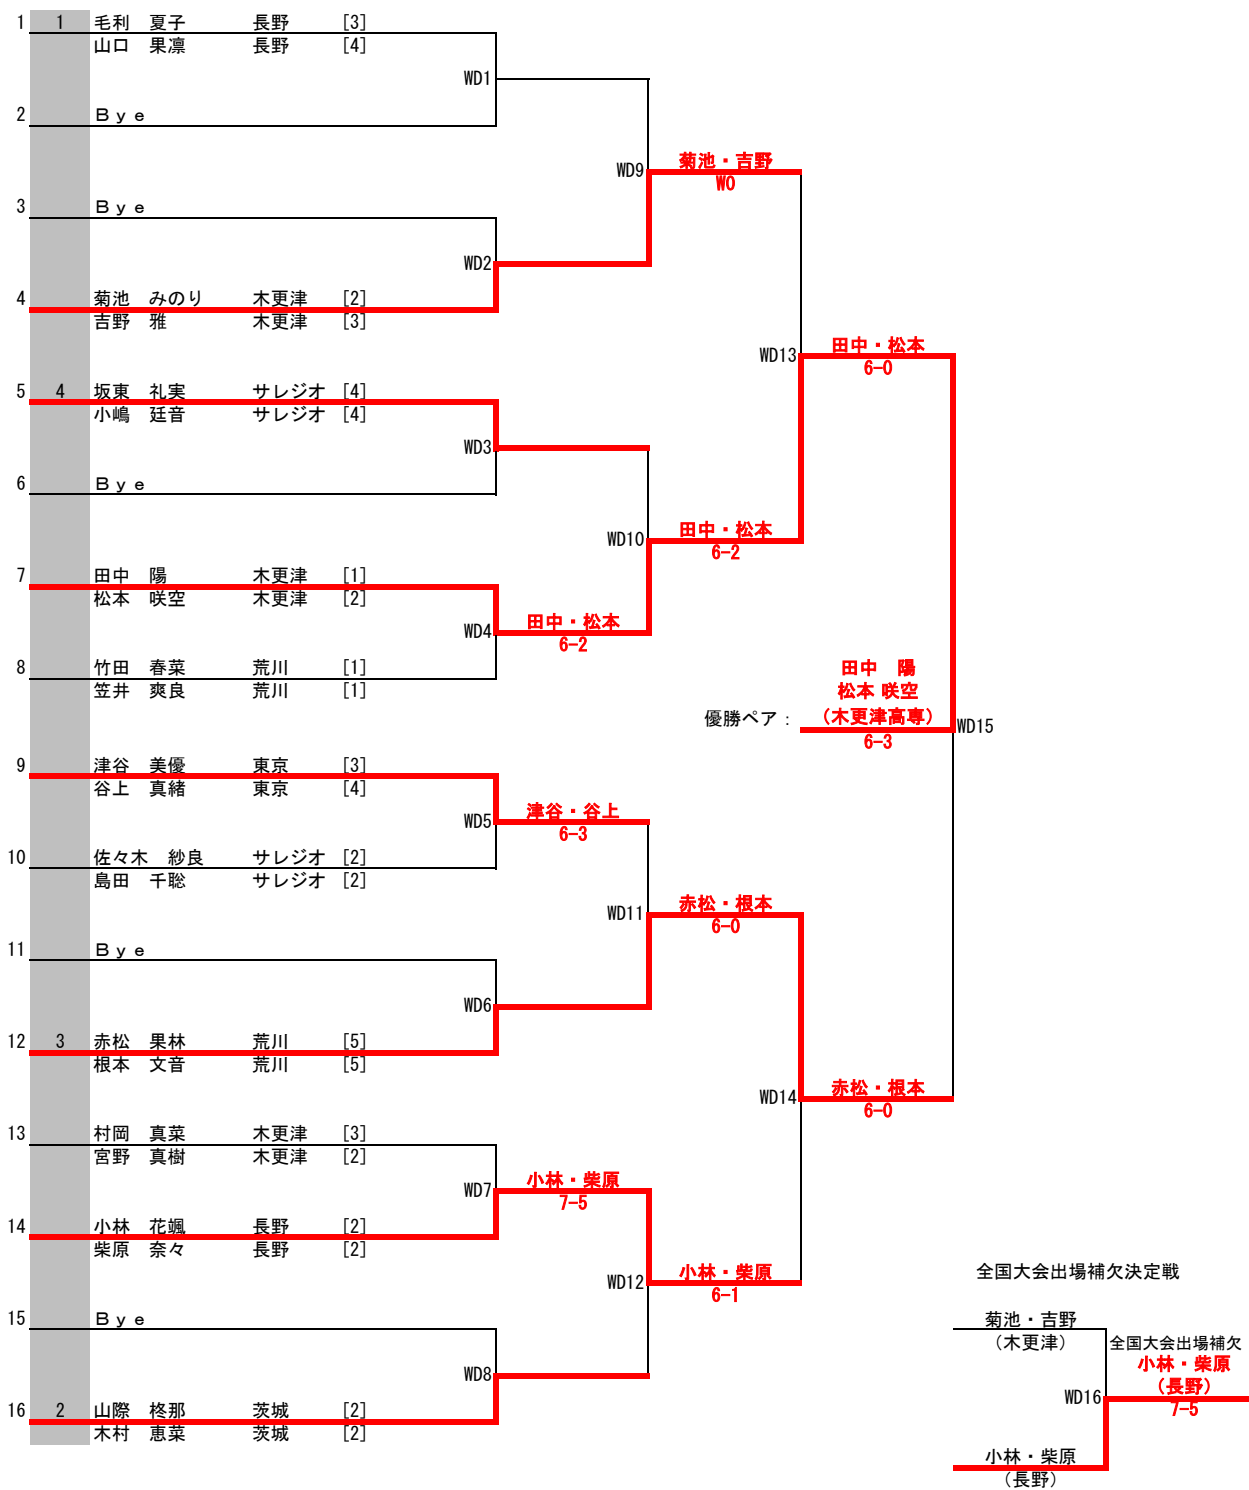 1 1 毛利　夏子 長野 [3]
山口　果凛 長野 [4]
WD1
2 Ｂｙｅ
WD9 菊池・吉野
W0
3 Ｂｙｅ
WD2
4 菊池　みのり 木更津 [2]
吉野　雅 木更津 [3]
WD13 田中・松本
6-0
5 4 坂東　礼実 サレジオ [4]
小嶋　廷音 サレジオ [4]
WD3
6 Ｂｙｅ
WD10 田中・松本
6-2
7 田中　陽 木更津 [1]
松本　咲空 木更津 [2]
WD4 田中・松本
6-2
8 竹田　春菜 荒川 [1]
笠井　爽良 荒川 [1]
田中　陽
松本 咲空
優勝ペア： （木更津高専） WD15
6-3
9 津谷　美優 東京 [3]
谷上　真緒 東京 [4]
WD5 津谷・谷上
6-3
10 佐々木　紗良 サレジオ [2]
島田　千聡 サレジオ [2]
WD11 赤松・根本
6-0
11 Ｂｙｅ
WD6
12 3 赤松　果林 荒川 [5]
根本　文音 荒川 [5]
WD14 赤松・根本
6-0
13 村岡　真菜 木更津 [3]
宮野　真樹 木更津 [2]
WD7 小林・柴原
7-5
14 小林　花颯 長野 [2]
柴原　奈々 長野 [2]
WD12 小林・柴原
6-1
15 Ｂｙｅ
WD8
16 2 山際　柊那 茨城 [2]
木村　恵菜 茨城 [2]
全国大会出場補欠決定戦
菊池・吉野
（木更津）
全国大会出場補欠
小林・柴原
（長野）
WD16
7-5
小林・柴原
（長野）